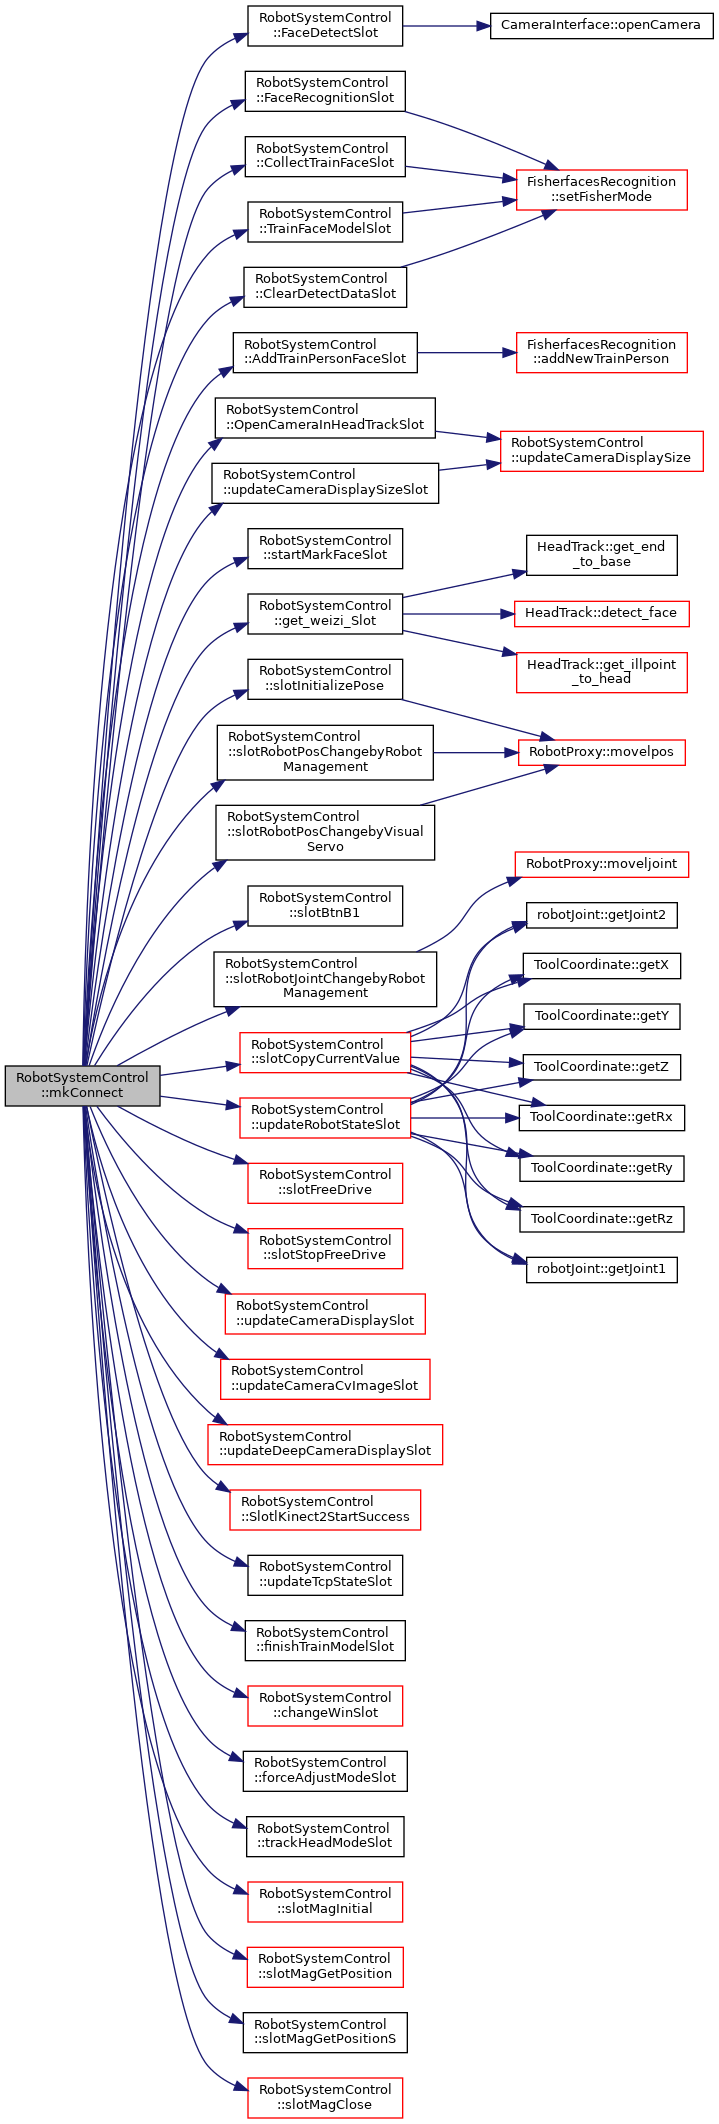 RobotSystemControl
::FaceDetectSlot
CameraInterface::openCamera
RobotSystemControl
::FaceRecognitionSlot
RobotSystemControl
::CollectTrainFaceSlot
FisherfacesRecognition
::setFisherMode
RobotSystemControl
::TrainFaceModelSlot
RobotSystemControl
::ClearDetectDataSlot
RobotSystemControl
::AddTrainPersonFaceSlot
FisherfacesRecognition
::addNewTrainPerson
RobotSystemControl
::OpenCameraInHeadTrackSlot
RobotSystemControl
::updateCameraDisplaySize
RobotSystemControl
::updateCameraDisplaySizeSlot
RobotSystemControl
::startMarkFaceSlot
HeadTrack::get_end
_to_base
RobotSystemControl
::get_weizi_Slot
HeadTrack::detect_face
HeadTrack::get_illpoint
_to_head
RobotSystemControl
::slotInitializePose
RobotSystemControl
::slotRobotPosChangebyRobot
Management
RobotProxy::movelpos
RobotSystemControl
::slotRobotPosChangebyVisual
Servo
RobotProxy::moveljoint
RobotSystemControl
::slotBtnB1
robotJoint::getJoint2
RobotSystemControl
::slotRobotJointChangebyRobot
Management
ToolCoordinate::getX
ToolCoordinate::getY
RobotSystemControl
::slotCopyCurrentValue
ToolCoordinate::getZ
RobotSystemControl
::mkConnect
RobotSystemControl
::updateRobotStateSlot
ToolCoordinate::getRx
ToolCoordinate::getRy
RobotSystemControl
::slotFreeDrive
ToolCoordinate::getRz
RobotSystemControl
::slotStopFreeDrive
robotJoint::getJoint1
RobotSystemControl
::updateCameraDisplaySlot
RobotSystemControl
::updateCameraCvImageSlot
RobotSystemControl
::updateDeepCameraDisplaySlot
RobotSystemControl
::SlotlKinect2StartSuccess
RobotSystemControl
::updateTcpStateSlot
RobotSystemControl
::finishTrainModelSlot
RobotSystemControl
::changeWinSlot
RobotSystemControl
::forceAdjustModeSlot
RobotSystemControl
::trackHeadModeSlot
RobotSystemControl
::slotMagInitial
RobotSystemControl
::slotMagGetPosition
RobotSystemControl
::slotMagGetPositionS
RobotSystemControl
::slotMagClose